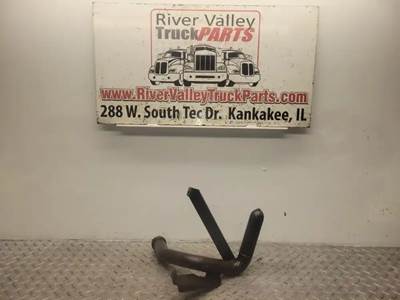 River Valley
TruckPARTS
www.RiverValleyTruckParts.com
288 W. South Tec Dr. Kankakee, IL